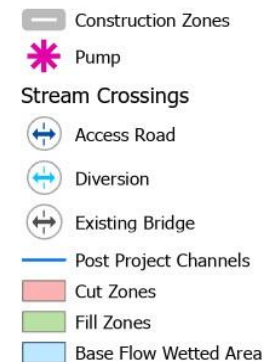 Construction Zones
Pump
Stream Crossings
Access Road
Diversion
Existing Bridge
Post Project Channels
Cut Zones
Fill Zones
Base Flow Wetted Area